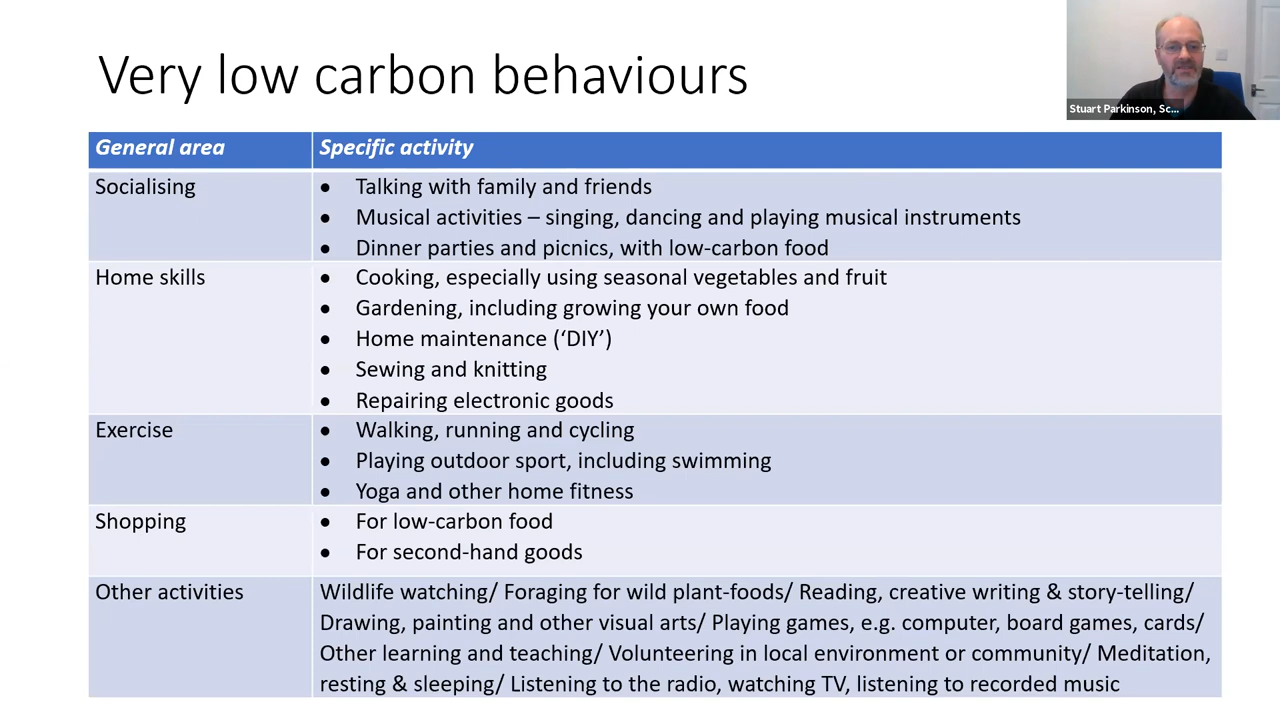 Very low carbon behaviours
Stuart Parkinson, Sc...
General area
Specific activity
Socialising
• Talking with family and friends
• Musical activities – singing, dancing and playing musical instruments
• Dinner parties and picnics, with low-carbon food
Home skills
• Cooking, especially using seasonal vegetables and fruit
• Gardening, including growing your own food
• Home maintenance (‘DIY’)
• Sewing and knitting
• Repairing electronic goods
Exercise
• Walking, running and cycling
• Playing outdoor sport, including swimming
• Yoga and other home fitness
Shopping
• For low-carbon food
• For second-hand goods
Other activities
Wildlife watching/ Foraging for wild plant-foods/ Reading, creative writing & story-telling/
Drawing, painting and other visual arts/ Playing games, e.g. computer, board games, cards/
Other learning and teaching/ Volunteering in local environment or community/ Meditation,
resting & sleeping/ Listening to the radio, watching TV, listening to recorded music